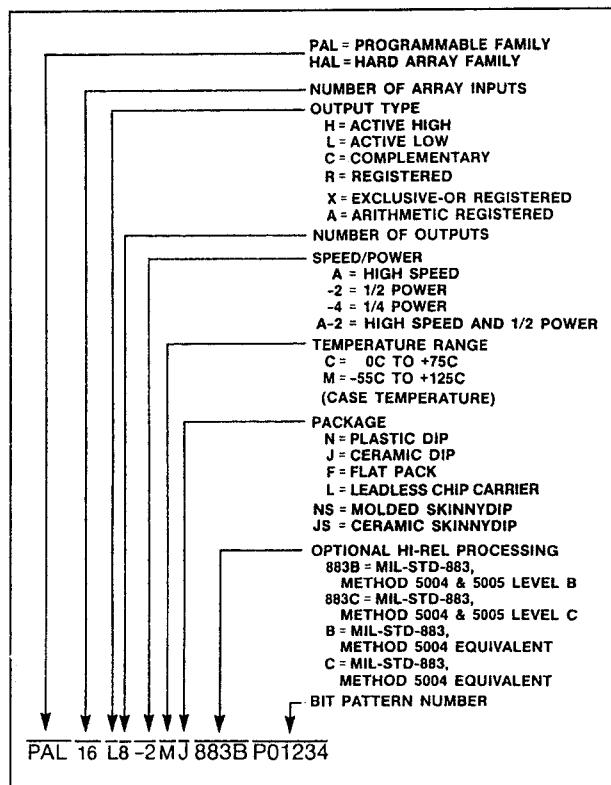 PAL = PROGRAMMABLE FAMILY
HAL = HARD ARRAY FAMILY
NUMBER OF ARRAY INPUTS
OUTPUT TYPE
H = ACTIVE HIGH
L = ACTIVE LOW
C = COMPLEMENTARY
R = REGISTERED
X = EXCLUSIVE-OR REGISTERED
A = ARITHMETIC REGISTERED
NUMBER OF OUTPUTS
SPEED/POWER
A = HIGH SPEED
-2 = 1/2 POWER
-4 = 1/4 POWER
A-2 = HIGH SPEED AND 1/2 POWER
TEMPERATURE RANGE
C = 0C TO +75C
M = -55C TO +125C
(CASE TEMPERATURE)
PACKAGE
N = PLASTIC DIP
J = CERAMIC DIP
F = FLAT PACK
L = LEADLESS CHIP CARRIER
NS = MOLDED SKINNYDIP
JS = CERAMIC SKINNYDIP
OPTIONAL HI-REL PROCESSING
883B = MIL-STD-883,
METHOD 5004 & 5005 LEVEL B
883C = MIL-STD-883,
METHOD 5004 & 5005 LEVEL C
B = MIL-STD-883,
METHOD 5004 EQUIVALENT
C = MIL-STD-883,
METHOD 5004 EQUIVALENT
BIT PATTERN NUMBER
PAL 16 L8 -2 M J 883B P01234